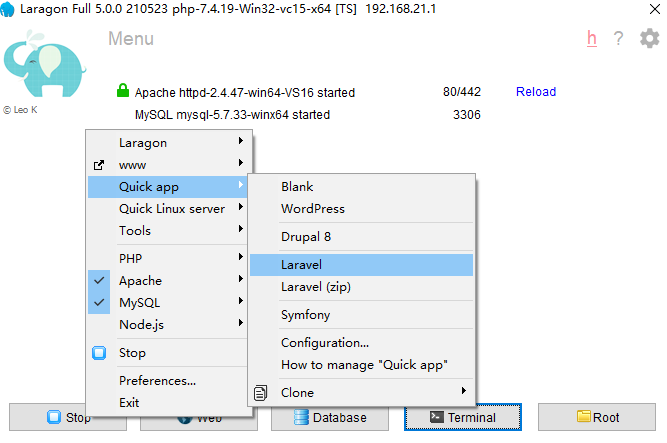 Laragon Full 5.0.0 210523 php-7.4.19-Win32-vc15-x64 [TS] 192.168.21.1
Menu
h ?
© Leo K
Apache httpd-2.4.47-win64-VS16 started 80/442 Reload
MySQL mysql-5.7.33-winx64 started 3306
Laragon
www
Quick app
Quick Linux server
Tools
PHP
Apache
MySQL
Node.js
Stop
Preferences...
Exit
Blank
WordPress
Drupal 8
Laravel
Laravel (zip)
Symfony
Configuration...
How to manage "Quick app"
Clone
Stop Web Database Terminal Root